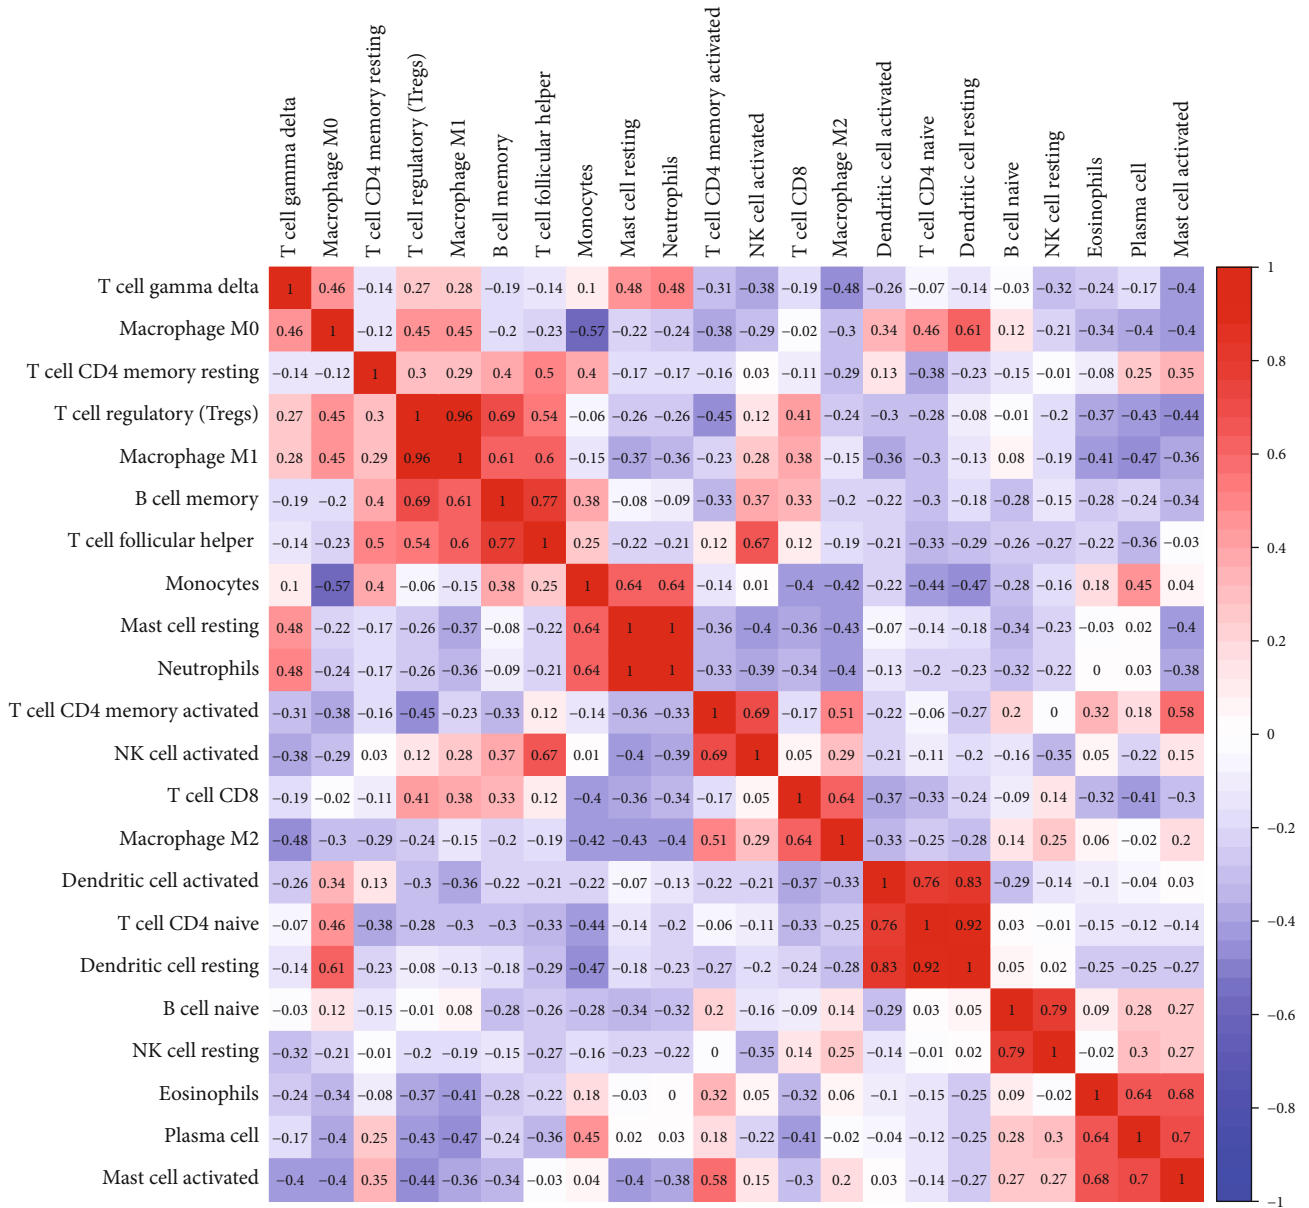 T cell gamma delta
Macrophage M0
T cell CD4 memory resting
T cell regulatory (Tregs)
Macrophage M1
B cell memory
T cell follicular helper
Monocytes
Mast cell resting
Neutrophils
T cell CD4 memory activated
NK cell activated
T cell CD8
Macrophage M2
Dendritic cell activated
T cell CD4 naive
Dendritic cell resting
B cell naive
NK cell resting
Eosinophils
Plasma cell
Mast cell activated
T cell gamma delta 1 0.46 −0.14 0.27 0.28 −0.19 −0.14 0.1 0.48 0.48 −0.31 −0.38 −0.19 −0.48 −0.26 −0.07 −0.14 −0.03 −0.32 −0.24 −0.17 −0.4
Macrophage M0 0.46 1 −0.12 0.45 0.45 −0.2 −0.23 −0.57 −0.22 −0.24 −0.38 −0.29 −0.02 −0.3 0.34 0.46 0.61 0.12 −0.21 −0.34 −0.4 −0.4
T cell CD4 memory resting −0.14 −0.12 1 0.3 0.29 0.4 0.5 0.4 −0.17 −0.17 −0.16 0.03 −0.11 −0.29 0.13 −0.38 −0.23 −0.15 −0.01 −0.08 0.25 0.35
T cell regulatory (Tregs) 0.27 0.45 0.3 1 0.96 0.69 0.54 −0.06 −0.26 −0.26 −0.45 0.12 0.41 −0.24 −0.3 −0.28 −0.08 −0.01 −0.2 −0.37 −0.43 −0.44
Macrophage M1 0.28 0.45 0.29 0.96 1 0.61 0.6 −0.15 −0.37 −0.36 −0.23 0.28 0.38 −0.15 −0.36 −0.3 −0.13 0.08 −0.19 −0.41 −0.47 −0.36
B cell memory −0.19 −0.2 0.4 0.69 0.61 1 0.77 0.38 −0.08 −0.09 −0.33 0.37 0.33 −0.2 −0.22 −0.3 −0.18 −0.28 −0.15 −0.28 −0.24 −0.34
T cell follicular helper −0.14 −0.23 0.5 0.54 0.6 0.77 1 0.25 −0.22 −0.21 0.12 0.67 0.12 −0.19 −0.21 −0.33 −0.29 −0.26 −0.27 −0.22 −0.36 −0.03
Monocytes 0.1 −0.57 0.4 −0.06 −0.15 0.38 0.25 1 0.64 0.64 −0.14 0.01 −0.4 −0.42 −0.22 −0.44 −0.47 −0.28 −0.16 0.18 0.45 0.04
Mast cell resting 0.48 −0.22 −0.17 −0.26 −0.37 −0.08 −0.22 0.64 1 1 −0.36 −0.4 −0.36 −0.43 −0.07 −0.14 −0.18 −0.34 −0.23 −0.03 0.02 −0.4
Neutrophils 0.48 −0.24 −0.17 −0.26 −0.36 −0.09 −0.21 0.64 1 1 −0.33 −0.39 −0.34 −0.4 −0.13 −0.2 −0.23 −0.32 −0.22 0 0.03 −0.38
T cell CD4 memory activated −0.31 −0.38 −0.16 −0.45 −0.23 −0.33 0.12 −0.14 −0.36 −0.33 1 0.69 −0.17 0.51 −0.22 −0.06 −0.27 0.2 0 0.32 0.18 0.58
NK cell activated −0.38 −0.29 0.03 0.12 0.28 0.37 0.67 0.01 −0.4 −0.39 0.69 1 0.05 0.29 −0.21 −0.11 −0.2 −0.16 −0.35 0.05 −0.22 0.15
T cell CD8 −0.19 −0.02 −0.11 0.41 0.38 0.33 0.12 −0.4 −0.36 −0.34 −0.17 0.05 1 0.64 −0.37 −0.33 −0.24 −0.09 0.14 −0.32 −0.41 −0.3
Macrophage M2 −0.48 −0.3 −0.29 −0.24 −0.15 −0.2 −0.19 −0.42 −0.43 −0.4 0.51 0.29 0.64 1 −0.33 −0.25 −0.28 0.14 0.25 0.06 −0.02 0.2
Dendritic cell activated −0.26 0.34 0.13 −0.3 −0.36 −0.22 −0.21 −0.22 −0.07 −0.13 −0.22 −0.21 −0.37 −0.33 1 0.76 0.83 −0.29 −0.14 −0.1 −0.04 0.03
T cell CD4 naive −0.07 0.46 −0.38 −0.28 −0.3 −0.3 −0.33 −0.44 −0.14 −0.2 −0.06 −0.11 −0.33 −0.25 0.76 1 0.92 0.03 −0.01 −0.15 −0.12 −0.14
Dendritic cell resting −0.14 0.61 −0.23 −0.08 −0.13 −0.18 −0.29 −0.47 −0.18 −0.23 −0.27 −0.2 −0.24 −0.28 0.83 0.92 1 0.05 0.02 −0.25 −0.25 −0.27
B cell naive −0.03 0.12 −0.15 −0.01 0.08 −0.28 −0.26 −0.28 −0.34 −0.32 0.2 −0.16 −0.09 0.14 −0.29 0.03 0.05 1 0.79 0.09 0.28 0.27
NK cell resting −0.32 −0.21 −0.01 −0.2 −0.19 −0.15 −0.27 −0.16 −0.23 −0.22 0 −0.35 0.14 0.25 −0.14 −0.01 0.02 0.79 1 −0.02 0.3 0.27
Eosinophils −0.24 −0.34 −0.08 −0.37 −0.41 −0.28 −0.22 0.18 −0.03 0 0.32 0.05 −0.32 0.06 −0.1 −0.15 −0.25 0.09 −0.02 1 0.64 0.68
Plasma cell −0.17 −0.4 0.25 −0.43 −0.47 −0.24 −0.36 0.45 0.02 0.03 0.18 −0.22 −0.41 −0.02 −0.04 −0.12 −0.25 0.28 0.3 0.64 1 0.7
Mast cell activated −0.4 −0.4 0.35 −0.44 −0.36 −0.34 −0.03 0.04 −0.4 −0.38 0.58 0.15 −0.3 0.2 0.03 −0.14 −0.27 0.27 0.27 0.68 0.7 1
1
0.8
0.6
0.4
0.2
0
−0.2
−0.4
−0.6
−0.8
−1